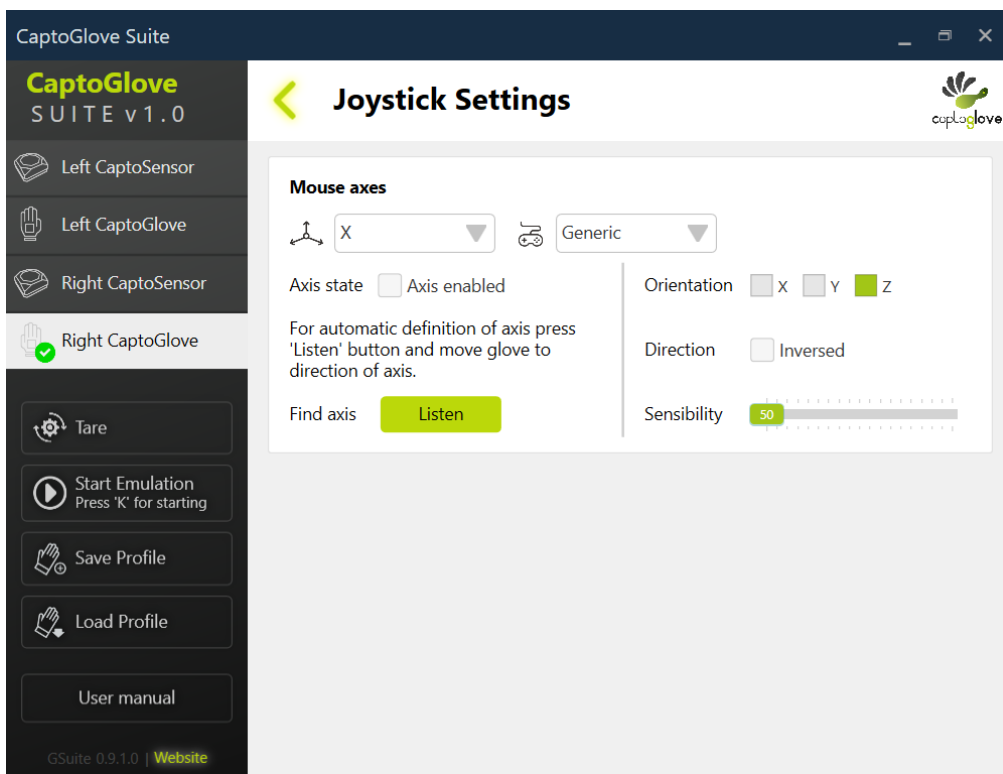 CaptoGlove Suite
CaptoGlove
SUITE v1.0
Left CaptoSensor
Left CaptoGlove
Right CaptoSensor
Right CaptoGlove
Tare
Start Emulation
Press 'K' for starting
Save Profile
Load Profile
User manual
GSuite 0.9.1.0 | Website
Joystick Settings
captoglove
Mouse axes
X
Generic
Axis state
Axis enabled
For automatic definition of axis press
'Listen' button and move glove to
direction of axis.
Find axis
Listen
Orientation
X
Y
Z
Direction
Inversed
Sensibility
50